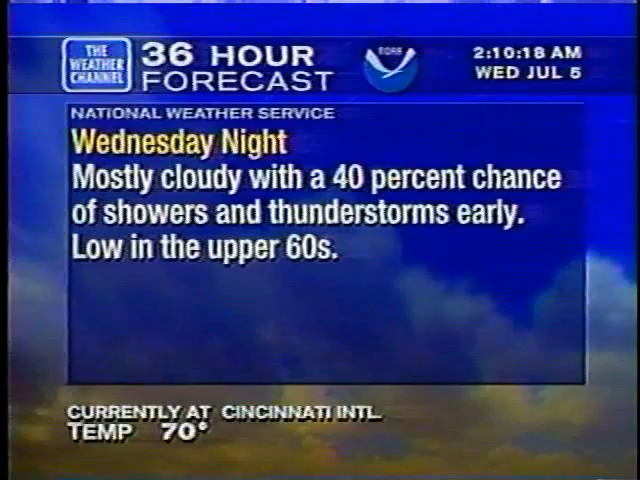 THE
WEATHER
CHANNEL
36 HOUR
FORECAST
NOAA
2:10:18 AM
WED JUL 5
NATIONAL WEATHER SERVICE
Wednesday Night
Mostly cloudy with a 40 percent chance
of showers and thunderstorms early.
Low in the upper 60s.
CURRENTLY AT CINCINNATI INTL.
TEMP 70°